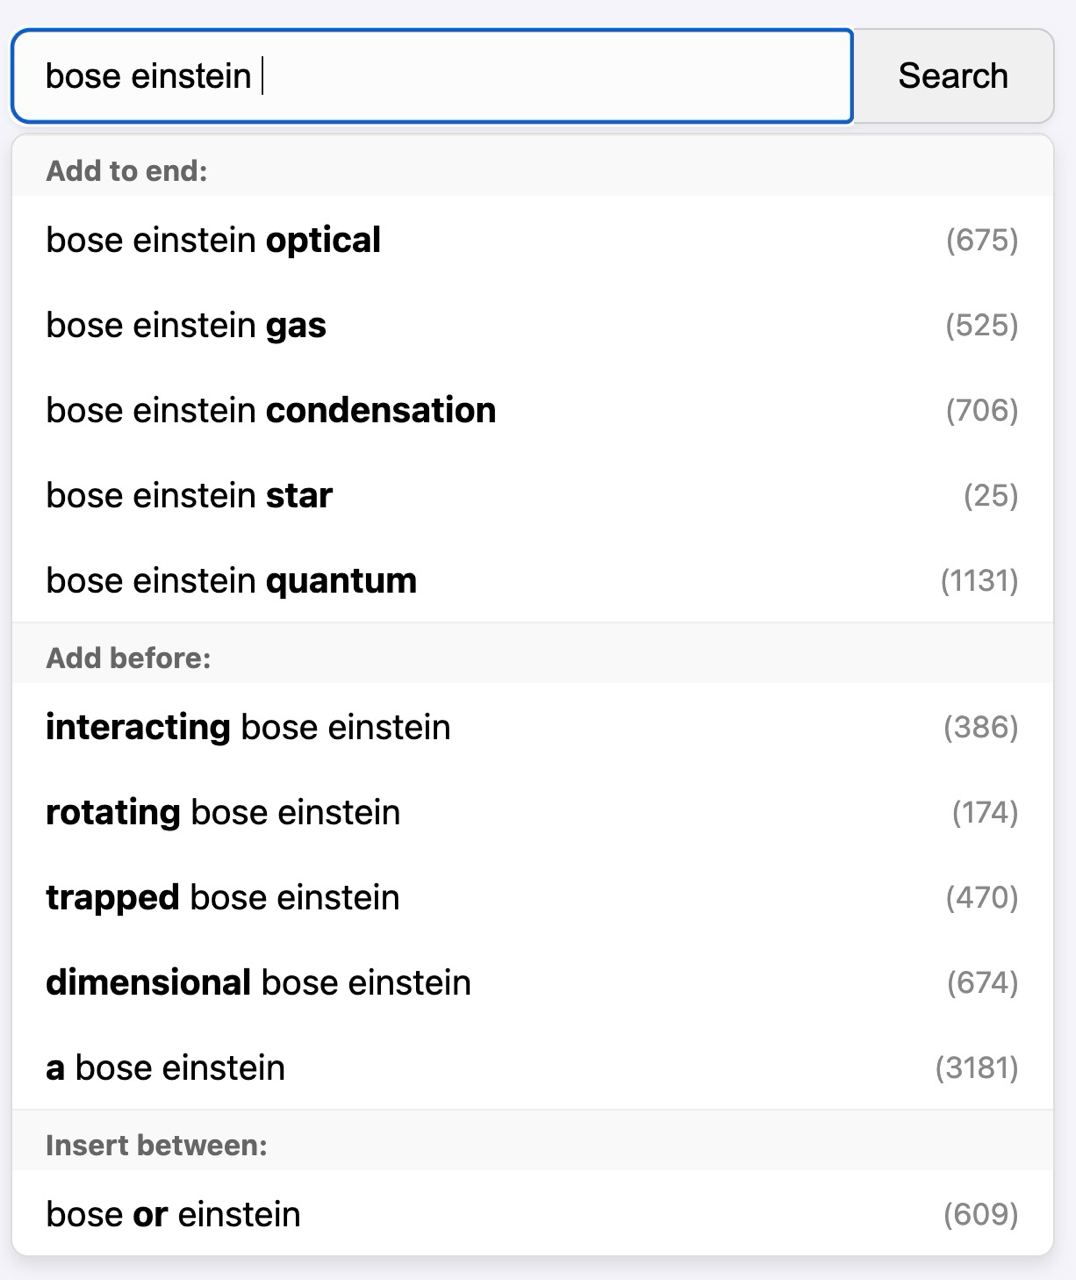 bose einstein
Search
Add to end:
bose einstein optical (675)
bose einstein gas (525)
bose einstein condensation (706)
bose einstein star (25)
bose einstein quantum (1131)
Add before:
interacting bose einstein (386)
rotating bose einstein (174)
trapped bose einstein (470)
dimensional bose einstein (674)
a bose einstein (3181)
Insert between:
bose or einstein (609)